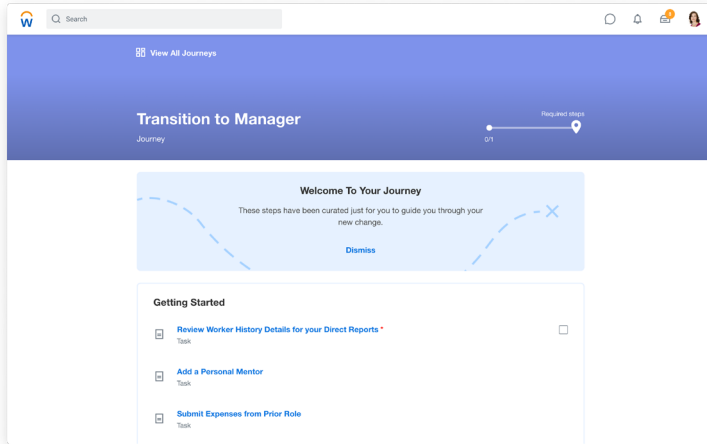 Search
View All Journeys
Transition to Manager
Journey
Required steps
0/1
Welcome To Your Journey
These steps have been curated just for you to guide you through your
new change.
Dismiss
Getting Started
Review Worker History Details for your Direct Reports *
Task
Add a Personal Mentor
Task
Submit Expenses from Prior Role
Task